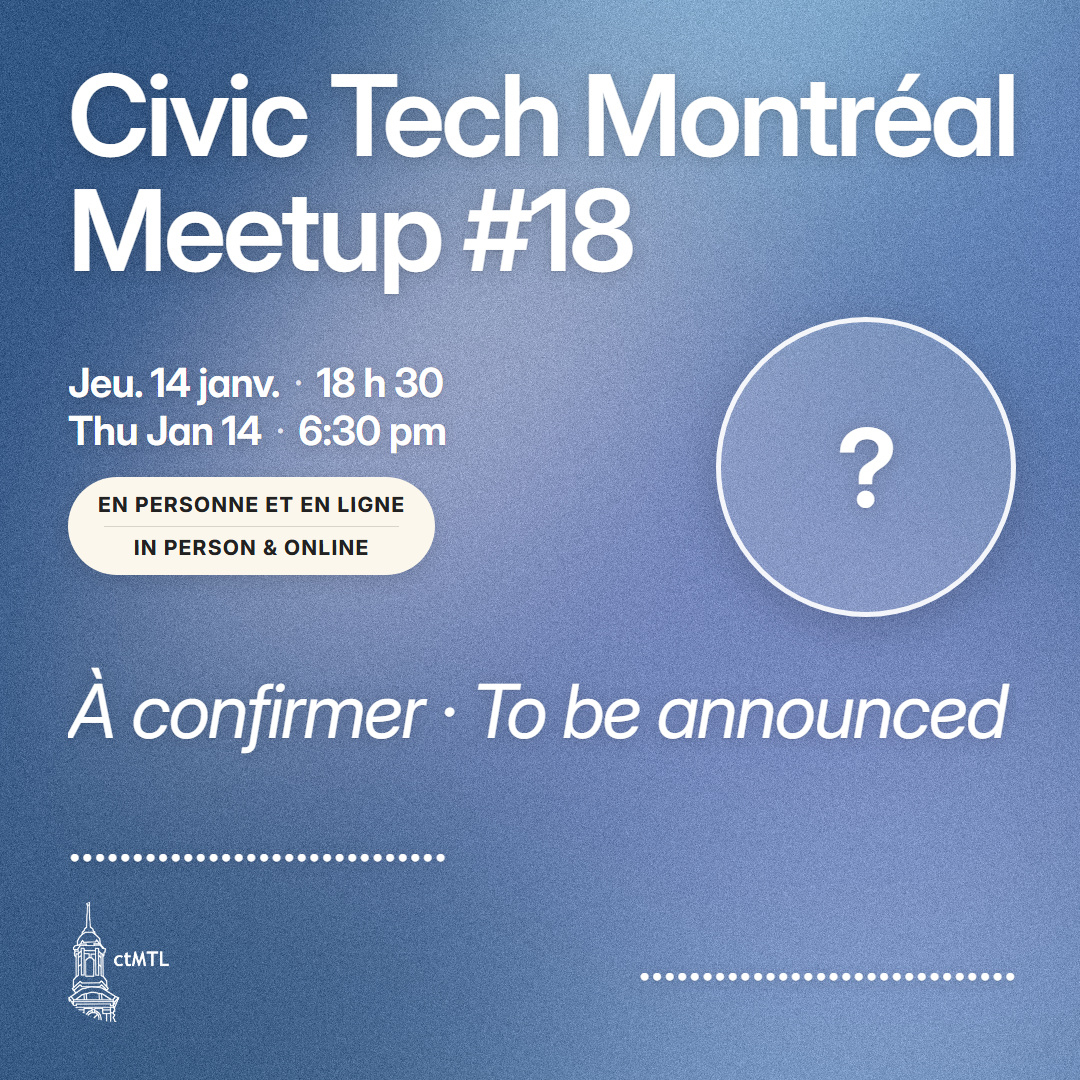 Civic Tech Montréal
Meetup #18
Jeu. 14 janv. · 18 h 30
Thu Jan 14 · 6:30 pm
EN PERSONNE ET EN LIGNE
IN PERSON & ONLINE
?
À confirmer · To be announced
ctMTL